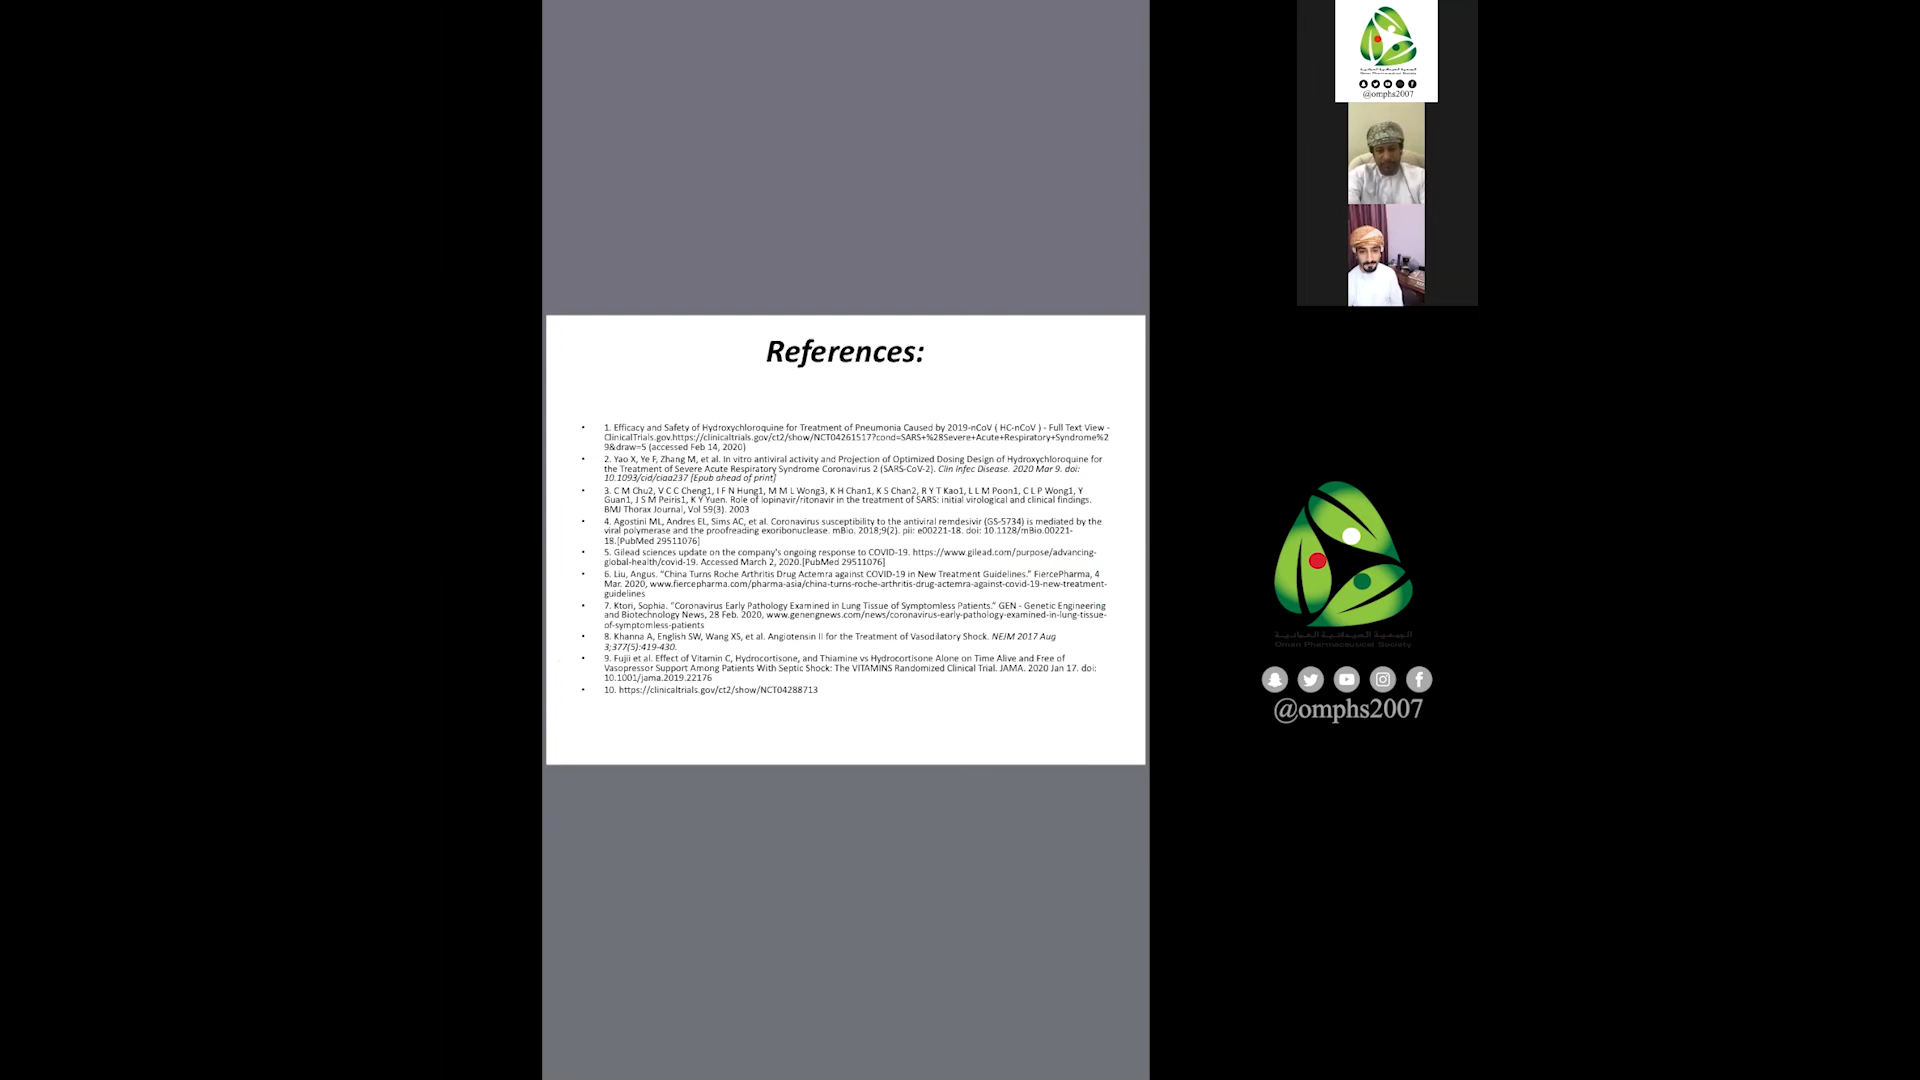 References:
• 1. Efficacy and Safety of Hydroxychloroquine for Treatment of Pneumonia Caused by 2019-nCoV ( HC-nCoV ) - Full Text View -
ClinicalTrials.gov.https://clinicaltrials.gov/ct2/show/NCT04261517?cond=SARS+%28Severe+Acute+Respiratory+Syndrome%2
9&draw=5 (accessed Feb 14, 2020)
• 2. Yao X, Ye F, Zhang M, et al. In vitro antiviral activity and Projection of Optimized Dosing Design of Hydroxychloroquine for
the Treatment of Severe Acute Respiratory Syndrome Coronavirus 2 (SARS-CoV-2). Clin Infec Disease. 2020 Mar 9. doi:
10.1093/cid/ciaa237 [Epub ahead of print]
• 3. C M Chu2, V C C Cheng1, I F N Hung1, M M L Wong3, K H Chan1, K S Chan2, R Y T Kao1, L L M Poon1, C L P Wong1, Y
Guan1, J S M Peiris1, K Y Yuen. Role of lopinavir/ritonavir in the treatment of SARS: initial virological and clinical findings.
BMJ Thorax Journal, Vol 59(3). 2003
• 4. Agostini ML, Andres EL, Sims AC, et al. Coronavirus susceptibility to the antiviral remdesivir (GS-5734) is mediated by the
viral polymerase and the proofreading exoribonuclease. mBio. 2018;9(2). pii: e00221-18. doi: 10.1128/mBio.00221-
18.[PubMed 29511076]
• 5. Gilead sciences update on the company's ongoing response to COVID-19. https://www.gilead.com/purpose/advancing-
global-health/covid-19. Accessed March 2, 2020.[PubMed 29511076]
• 6. Liu, Angus. "China Turns Roche Arthritis Drug Actemra against COVID-19 in New Treatment Guidelines." FiercePharma, 4
Mar. 2020, www.fiercepharma.com/pharma-asia/china-turns-roche-arthritis-drug-actemra-against-covid-19-new-treatment-
guidelines
• 7. Ktori, Sophia. "Coronavirus Early Pathology Examined in Lung Tissue of Symptomless Patients." GEN - Genetic Engineering
and Biotechnology News, 28 Feb. 2020, www.genengnews.com/news/coronavirus-early-pathology-examined-in-lung-tissue-
of-symptomless-patients
• 8. Khanna A, English SW, Wang XS, et al. Angiotensin II for the Treatment of Vasodilatory Shock. NEJM 2017 Aug
3;377(5):419-430.
• 9. Fujii et al. Effect of Vitamin C, Hydrocortisone, and Thiamine vs Hydrocortisone Alone on Time Alive and Free of
Vasopressor Support Among Patients With Septic Shock: The VITAMINS Randomized Clinical Trial. JAMA. 2020 Jan 17. doi:
10.1001/jama.2019.22176
• 10. https://clinicaltrials.gov/ct2/show/NCT04288713
الجمعية الصيدلانية العمانية
Oman Pharmaceutical Society
@omphs2007
الجمعية الصيدلانية العمانية
Oman Pharmaceutical Society
@omphs2007